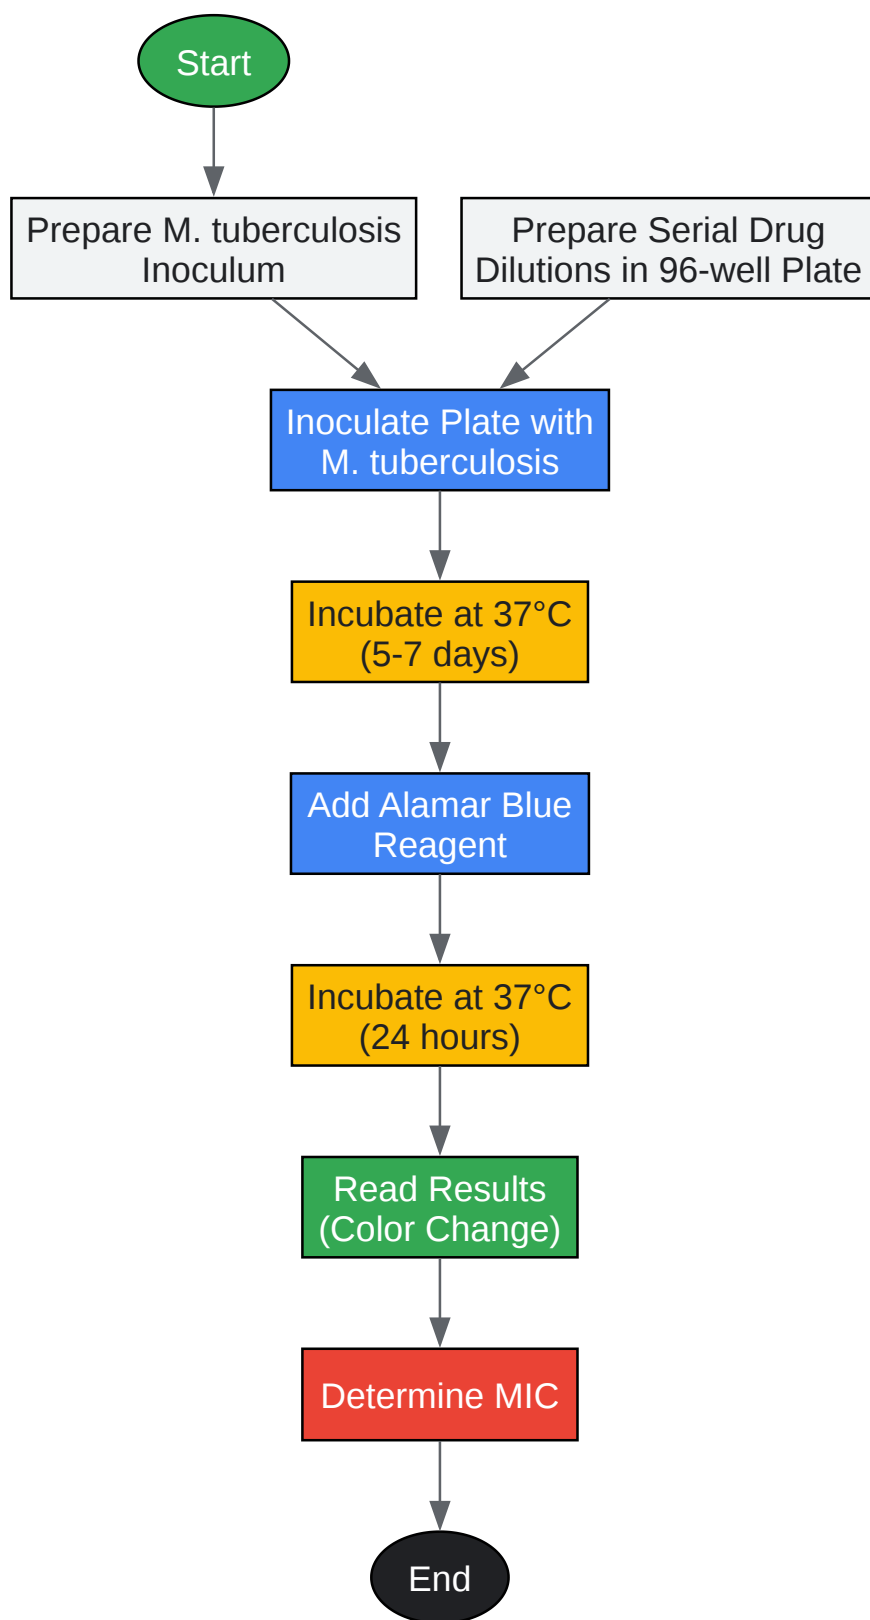 Start
Prepare M. tuberculosis
Inoculum
Prepare Serial Drug
Dilutions in 96-well Plate
Inoculate Plate with
M. tuberculosis
Incubate at 37°C
(5-7 days)
Add Alamar Blue
Reagent
Incubate at 37°C
(24 hours)
Read Results
(Color Change)
Determine MIC
End